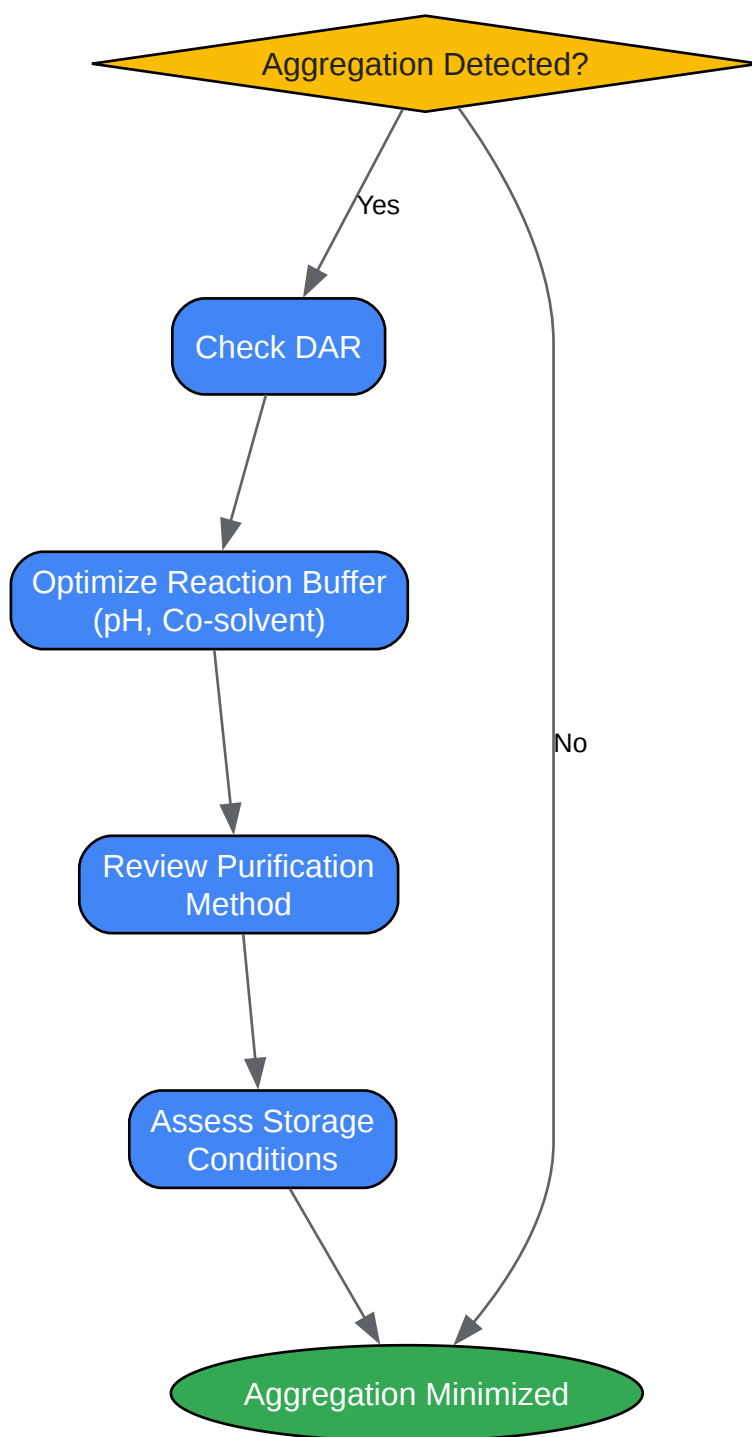 Aggregation Detected?
Yes
Check DAR
Optimize Reaction Buffer
(pH, Co-solvent)
No
Review Purification
Method
Assess Storage
Conditions
Aggregation Minimized